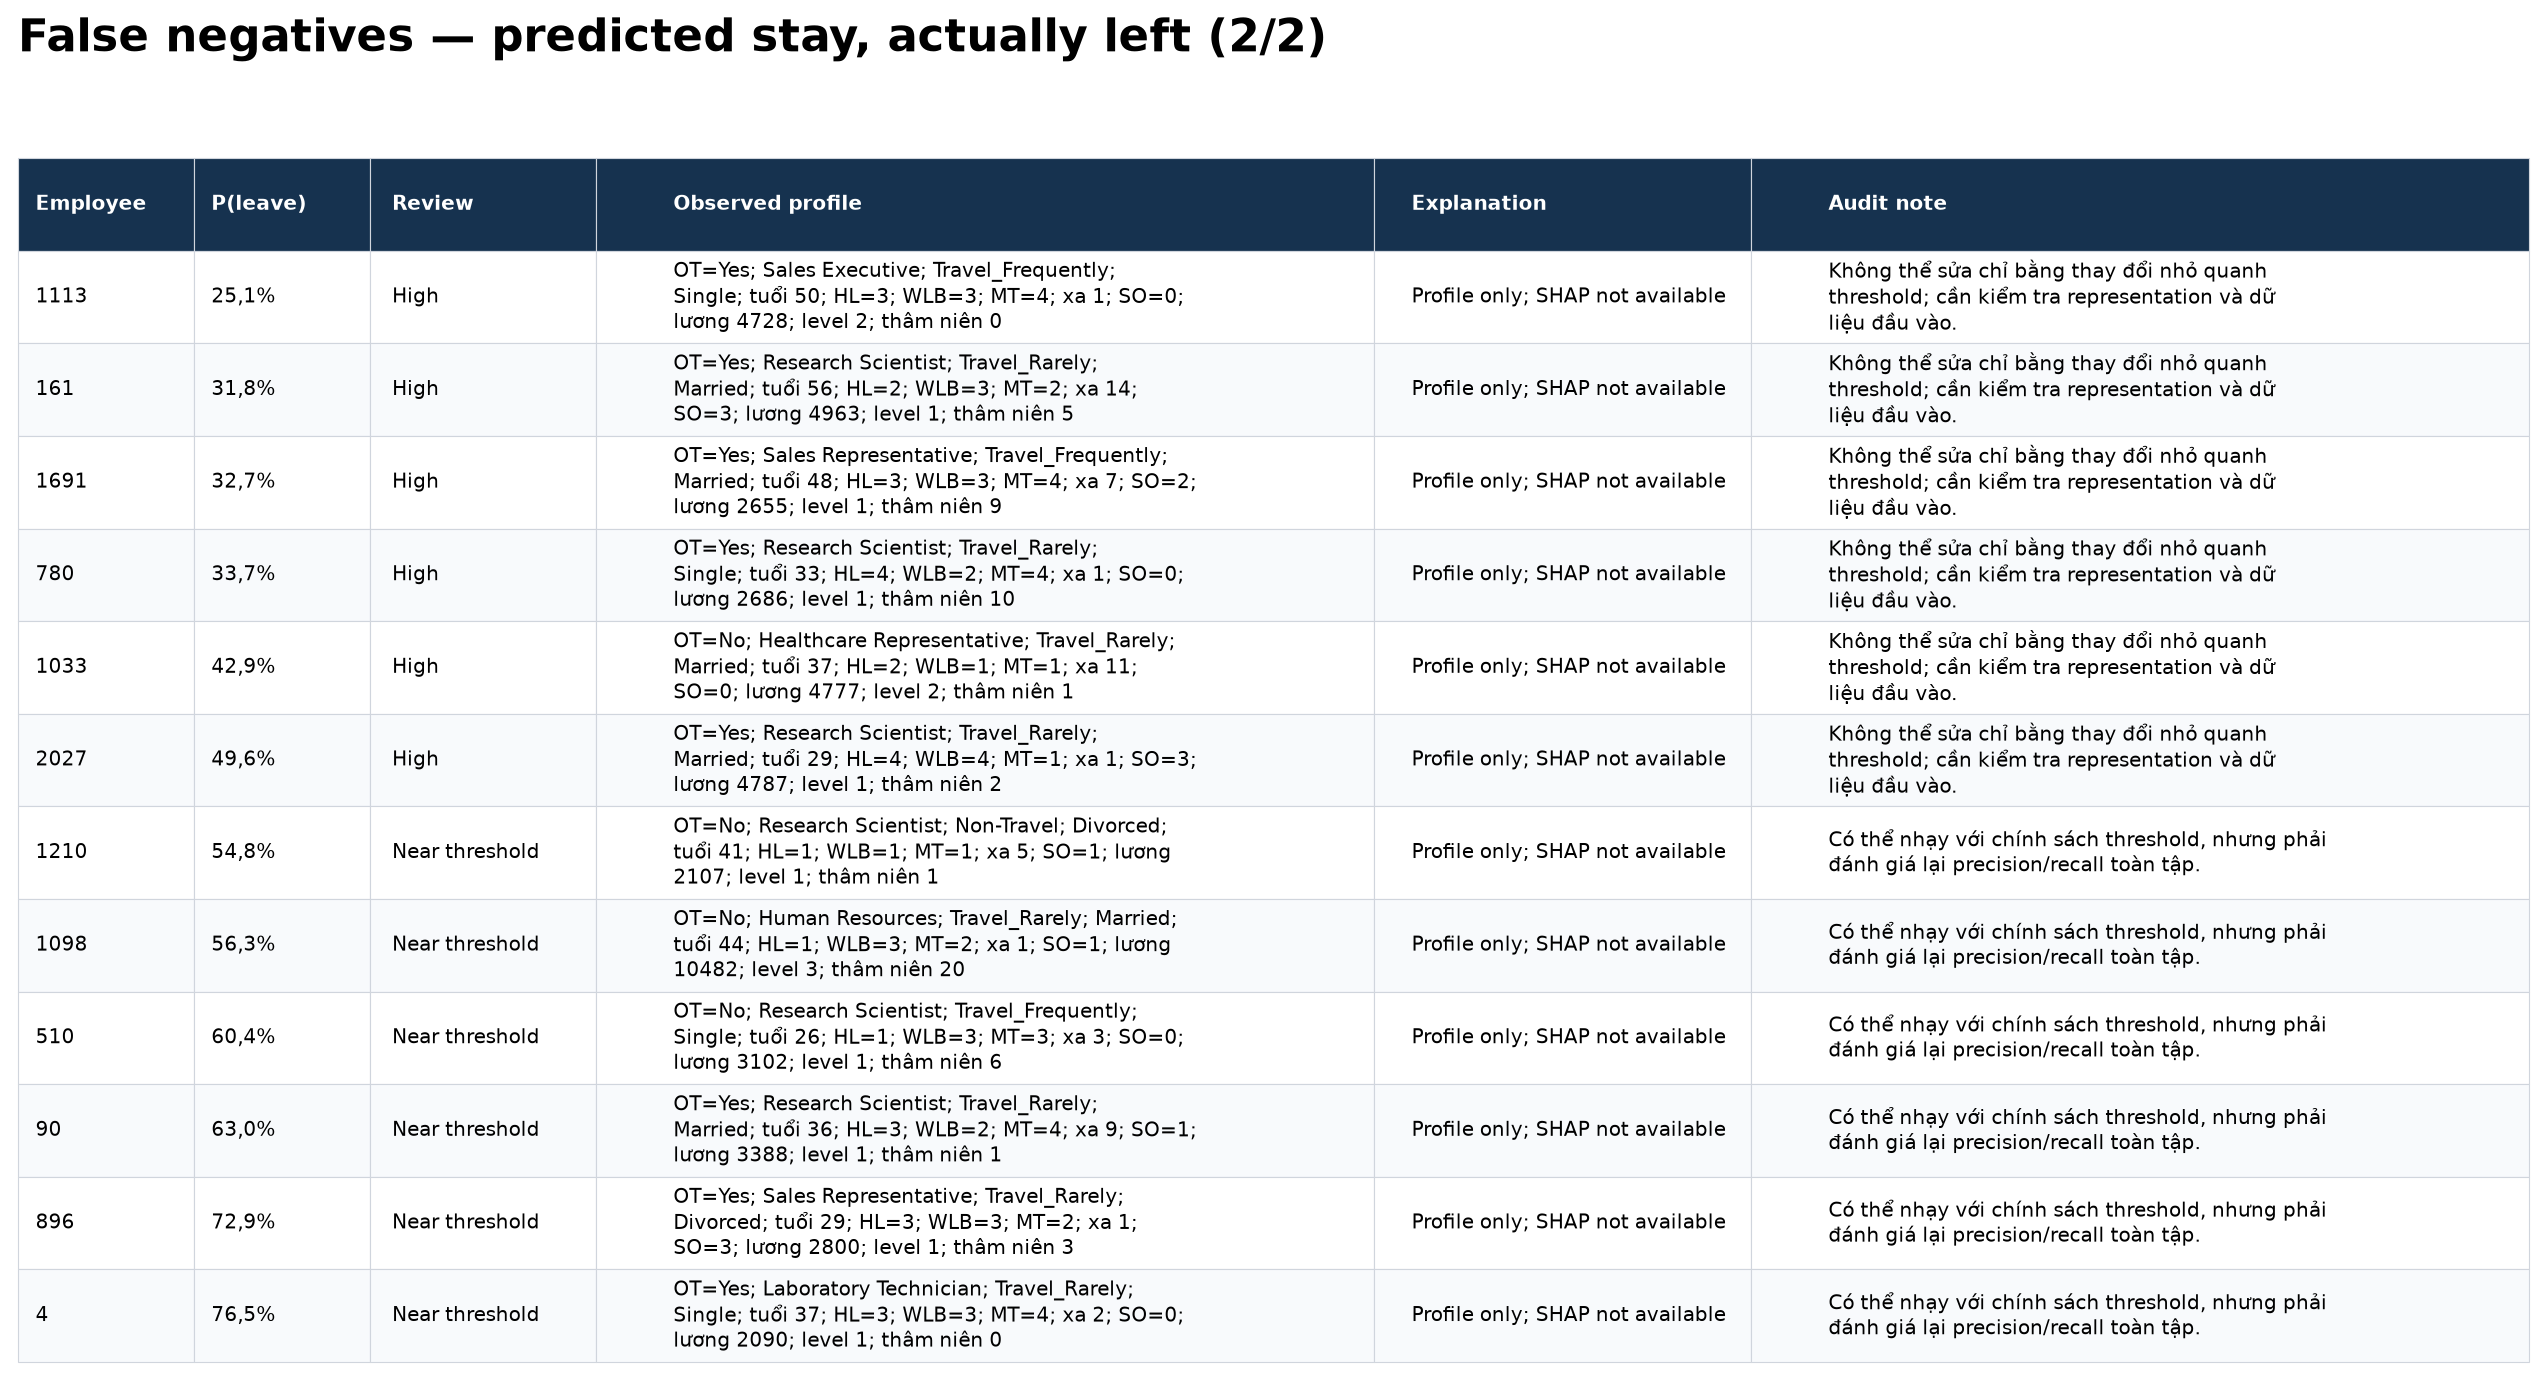 False negatives — predicted stay, actually left (2/2)
Employee
P(leave)
Review
Observed profile
Explanation
Audit note
1113
25,1%
High
OT=Yes; Sales Executive; Travel_Frequently;
Single; tuổi 50; HL=3; WLB=3; MT=4; xa 1; SO=0;
lương 4728; level 2; thâm niên 0
Profile only; SHAP not available
Không thể sửa chỉ bằng thay đổi nhỏ quanh
threshold; cần kiểm tra representation và dữ
liệu đầu vào.
161
31,8%
High
OT=Yes; Research Scientist; Travel_Rarely;
Married; tuổi 56; HL=2; WLB=3; MT=2; xa 14;
SO=3; lương 4963; level 1; thâm niên 5
Profile only; SHAP not available
Không thể sửa chỉ bằng thay đổi nhỏ quanh
threshold; cần kiểm tra representation và dữ
liệu đầu vào.
1691
32,7%
High
OT=Yes; Sales Representative; Travel_Frequently;
Married; tuổi 48; HL=3; WLB=3; MT=4; xa 7; SO=2;
lương 2655; level 1; thâm niên 9
Profile only; SHAP not available
Không thể sửa chỉ bằng thay đổi nhỏ quanh
threshold; cần kiểm tra representation và dữ
liệu đầu vào.
780
33,7%
High
OT=Yes; Research Scientist; Travel_Rarely;
Single; tuổi 33; HL=4; WLB=2; MT=4; xa 1; SO=0;
lương 2686; level 1; thâm niên 10
Profile only; SHAP not available
Không thể sửa chỉ bằng thay đổi nhỏ quanh
threshold; cần kiểm tra representation và dữ
liệu đầu vào.
1033
42,9%
High
OT=No; Healthcare Representative; Travel_Rarely;
Married; tuổi 37; HL=2; WLB=1; MT=1; xa 11;
SO=0; lương 4777; level 2; thâm niên 1
Profile only; SHAP not available
Không thể sửa chỉ bằng thay đổi nhỏ quanh
threshold; cần kiểm tra representation và dữ
liệu đầu vào.
2027
49,6%
High
OT=Yes; Research Scientist; Travel_Rarely;
Married; tuổi 29; HL=4; WLB=4; MT=1; xa 1; SO=3;
lương 4787; level 1; thâm niên 2
Profile only; SHAP not available
Không thể sửa chỉ bằng thay đổi nhỏ quanh
threshold; cần kiểm tra representation và dữ
liệu đầu vào.
1210
54,8%
Near threshold
OT=No; Research Scientist; Non-Travel; Divorced;
tuổi 41; HL=1; WLB=1; MT=1; xa 5; SO=1; lương
2107; level 1; thâm niên 1
Profile only; SHAP not available
Có thể nhạy với chính sách threshold, nhưng phải
đánh giá lại precision/recall toàn tập.
1098
56,3%
Near threshold
OT=No; Human Resources; Travel_Rarely; Married;
tuổi 44; HL=1; WLB=3; MT=2; xa 1; SO=1; lương
10482; level 3; thâm niên 20
Profile only; SHAP not available
Có thể nhạy với chính sách threshold, nhưng phải
đánh giá lại precision/recall toàn tập.
510
60,4%
Near threshold
OT=No; Research Scientist; Travel_Frequently;
Single; tuổi 26; HL=1; WLB=3; MT=3; xa 3; SO=0;
lương 3102; level 1; thâm niên 6
Profile only; SHAP not available
Có thể nhạy với chính sách threshold, nhưng phải
đánh giá lại precision/recall toàn tập.
90
63,0%
Near threshold
OT=Yes; Research Scientist; Travel_Rarely;
Married; tuổi 36; HL=3; WLB=2; MT=4; xa 9; SO=1;
lương 3388; level 1; thâm niên 1
Profile only; SHAP not available
Có thể nhạy với chính sách threshold, nhưng phải
đánh giá lại precision/recall toàn tập.
896
72,9%
Near threshold
OT=Yes; Sales Representative; Travel_Rarely;
Divorced; tuổi 29; HL=3; WLB=3; MT=2; xa 1;
SO=3; lương 2800; level 1; thâm niên 3
Profile only; SHAP not available
Có thể nhạy với chính sách threshold, nhưng phải
đánh giá lại precision/recall toàn tập.
4
76,5%
Near threshold
OT=Yes; Laboratory Technician; Travel_Rarely;
Single; tuổi 37; HL=3; WLB=3; MT=4; xa 2; SO=0;
lương 2090; level 1; thâm niên 0
Profile only; SHAP not available
Có thể nhạy với chính sách threshold, nhưng phải
đánh giá lại precision/recall toàn tập.